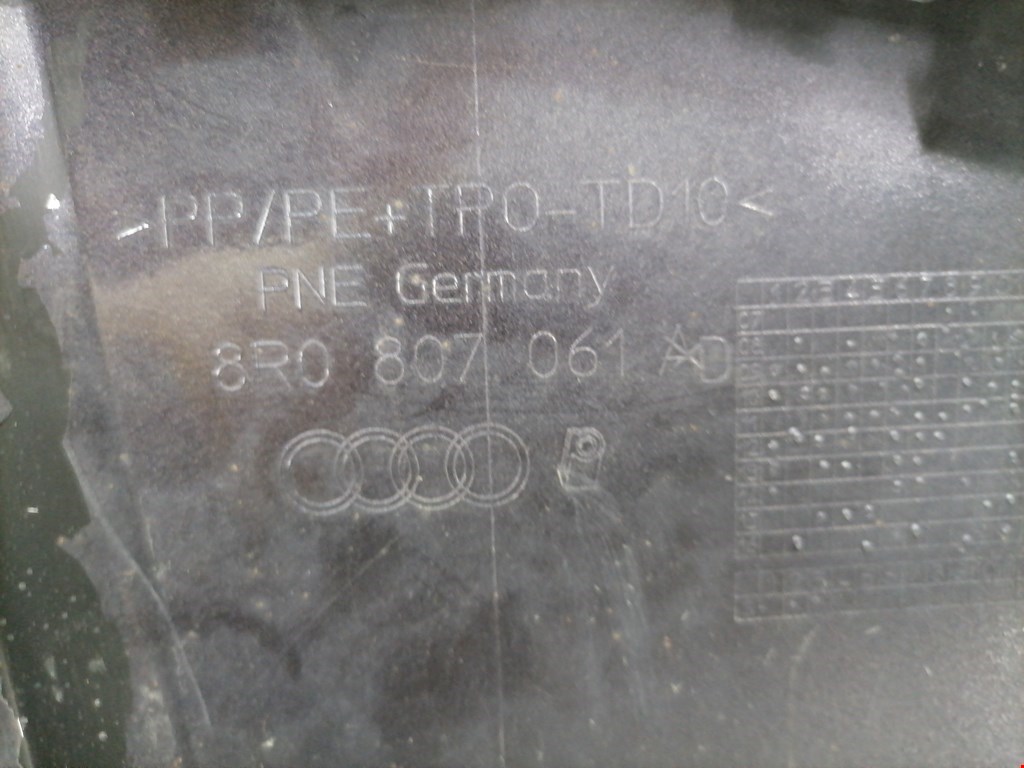 >PP/PE+TPO-TD10<
PNE Germany
8R0 807 061 AD